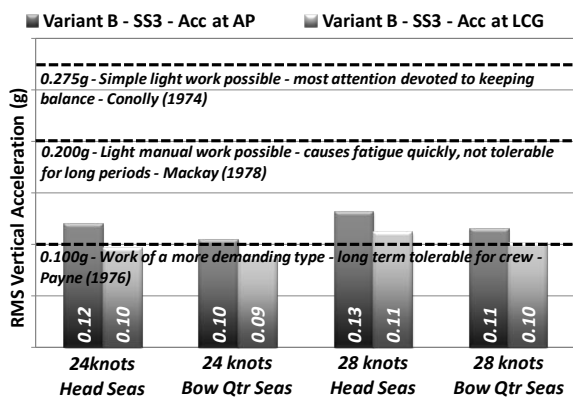 Variant B - SS3 - Acc at AP Variant B - SS3 - Acc at LCG
RMS Vertical Acceleration (g)
0.275g - Simple light work possible - most attention devoted to keeping
balance - Conolly (1974)
0.200g - Light manual work possible - causes fatigue quickly, not tolerable
for long periods - Mackay (1978)
0.100g - Work of a more demanding type - long term tolerable for crew -
Payne (1976)
0.12 0.10 0.10 0.09 0.13 0.11 0.11 0.10
24knots 24 knots 28 knots 28 knots
Head Seas Bow Qtr Seas Head Seas Bow Qtr Seas